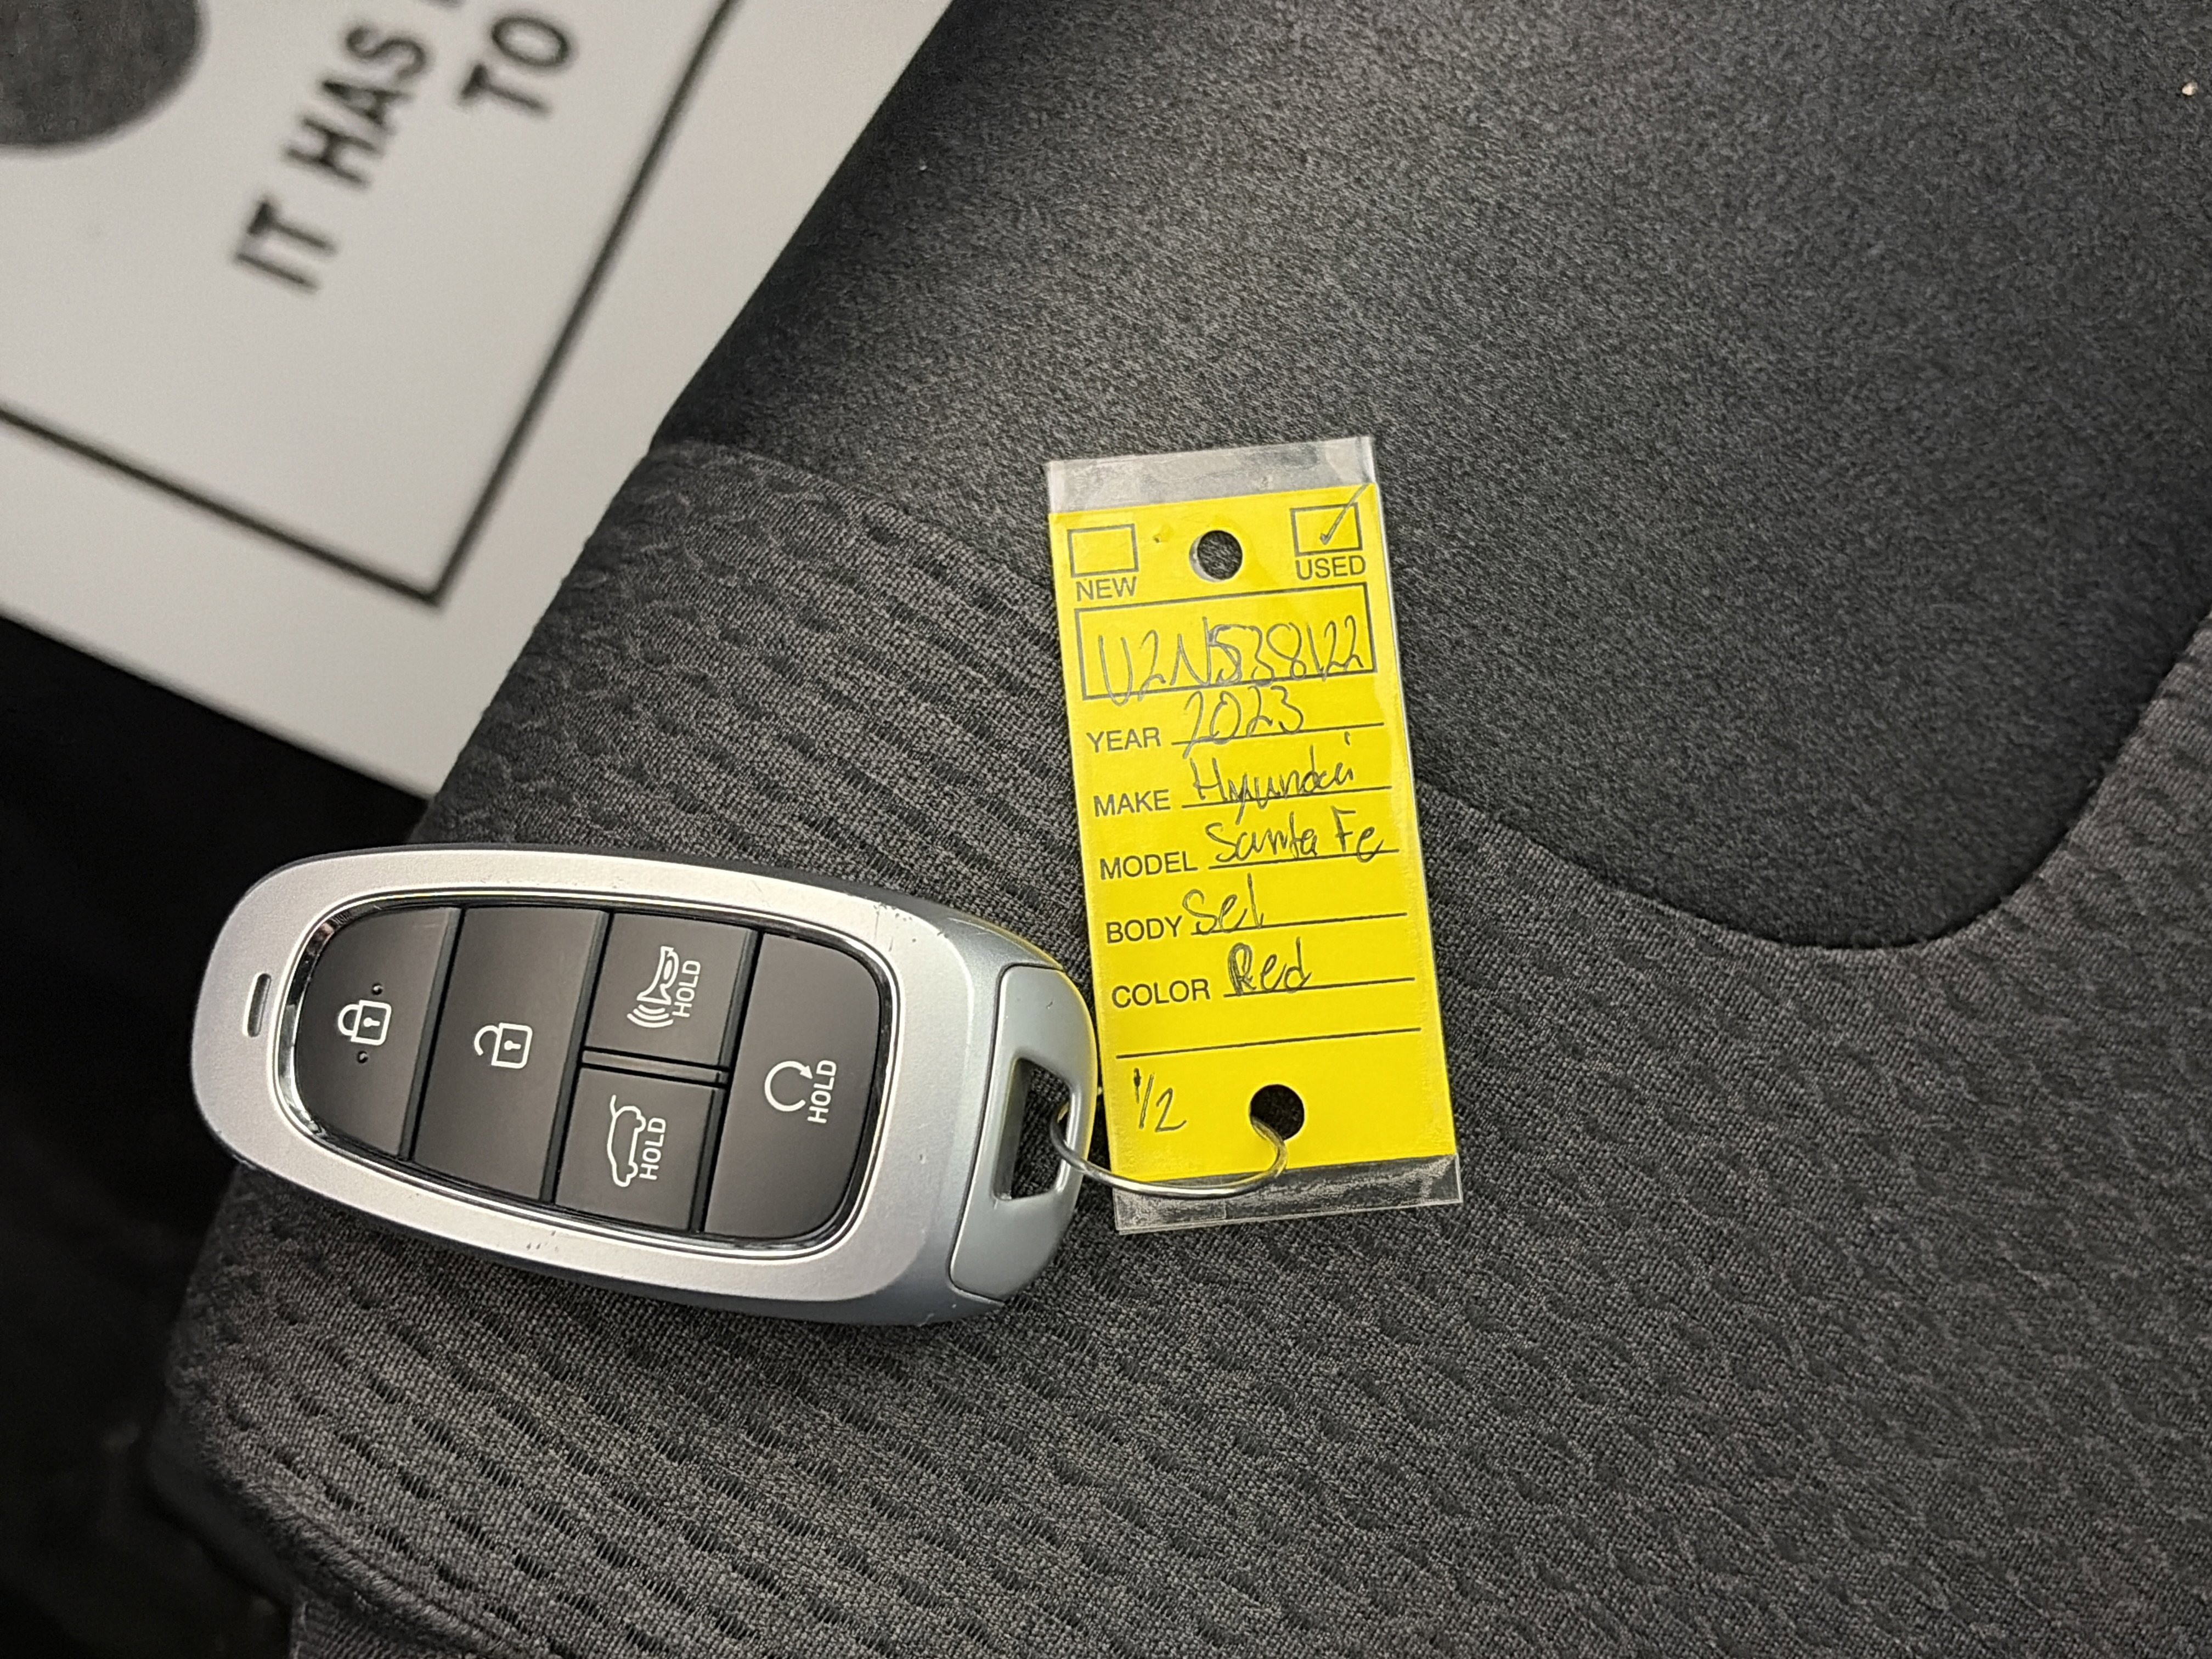 IT HAS
TO
NEW
USED
U2N538122
YEAR 2023
MAKE Hyundai
MODEL Santa Fe
BODY Sel
COLOR Red
1/2
HOLD
HOLD
HOLD